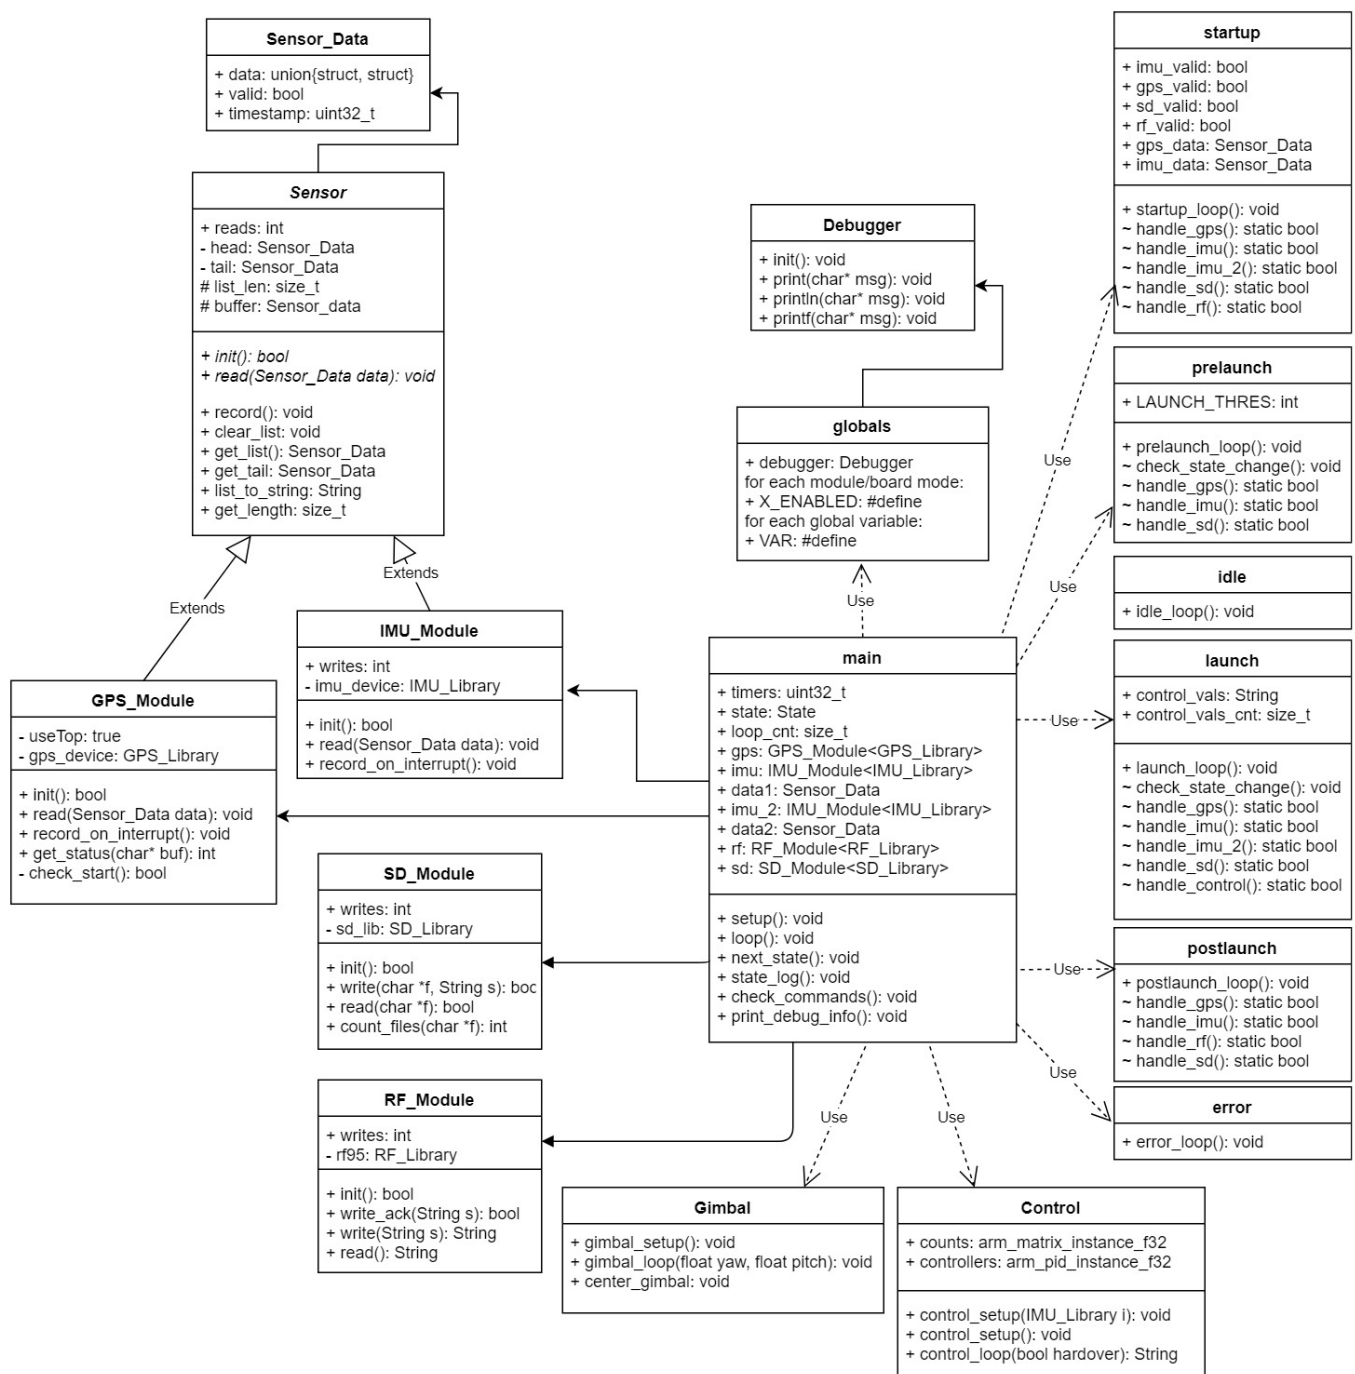 Sensor_Data
+ data: union{struct, struct}
+ valid: bool
+ timestamp: uint32_t
Sensor
+ reads: int
- head: Sensor_Data
- tail: Sensor_Data
# list_len: size_t
# buffer: Sensor_data
+ init(): bool
+ read(Sensor_Data data): void
+ record(): void
+ clear_list: void
+ get_list(): Sensor_Data
+ get_tail: Sensor_Data
+ list_to_string: String
+ get_length: size_t
Extends
Extends
IMU_Module
+ writes: int
- imu_device: IMU_Library
+ init(): bool
+ read(Sensor_Data data): void
+ record_on_interrupt(): void
GPS_Module
- useTop: true
- gps_device: GPS_Library
+ init(): bool
+ read(Sensor_Data data): void
+ record_on_interrupt(): void
+ get_status(char* buf): int
- check_start(): bool
SD_Module
+ writes: int
- sd_lib: SD_Library
+ init(): bool
+ write(char *f, String s): boc
+ read(char *f): bool
+ count_files(char *f): int
RF_Module
+ writes: int
- rf95: RF_Library
+ init(): bool
+ write_ack(String s): bool
+ write(String s): String
+ read(): String
Debugger
+ init(): void
+ print(char* msg): void
+ println(char* msg): void
+ printf(char* msg): void
globals
+ debugger: Debugger
for each module/board mode:
+ X_ENABLED: #define
for each global variable:
+ VAR: #define
Use
main
+ timers: uint32_t
+ state: State
+ loop_cnt: size_t
+ gps: GPS_Module<GPS_Library>
+ imu: IMU_Module<IMU_Library>
+ data1: Sensor_Data
+ imu_2: IMU_Module<IMU_Library>
+ data2: Sensor_Data
+ rf: RF_Module<RF_Library>
+ sd: SD_Module<SD_Library>
+ setup(): void
+ loop(): void
+ next_state(): void
+ state_log(): void
+ check_commands(): void
+ print_debug_info(): void
Use
Use
Use
Use
Use
Use
Use
Gimbal
+ gimbal_setup(): void
+ gimbal_loop(float yaw, float pitch): void
+ center_gimbal: void
Control
+ counts: arm_matrix_instance_f32
+ controllers: arm_pid_instance_f32
+ control_setup(IMU_Library i): void
+ control_setup(): void
+ control_loop(bool hardover): String
startup
+ imu_valid: bool
+ gps_valid: bool
+ sd_valid: bool
+ rf_valid: bool
+ gps_data: Sensor_Data
+ imu_data: Sensor_Data
+ startup_loop(): void
~ handle_gps(): static bool
~ handle_imu(): static bool
~ handle_imu_2(): static bool
~ handle_sd(): static bool
~ handle_rf(): static bool
prelaunch
+ LAUNCH_THRES: int
+ prelaunch_loop(): void
~ check_state_change(): void
~ handle_gps(): static bool
~ handle_imu(): static bool
~ handle_sd(): static bool
idle
+ idle_loop(): void
launch
+ control_vals: String
+ control_vals_cnt: size_t
+ launch_loop(): void
~ check_state_change(): void
~ handle_gps(): static bool
~ handle_imu(): static bool
~ handle_imu_2(): static bool
~ handle_sd(): static bool
~ handle_control(): static bool
postlaunch
+ postlaunch_loop(): void
~ handle_gps(): static bool
~ handle_imu(): static bool
~ handle_rf(): static bool
~ handle_sd(): static bool
error
+ error_loop(): void